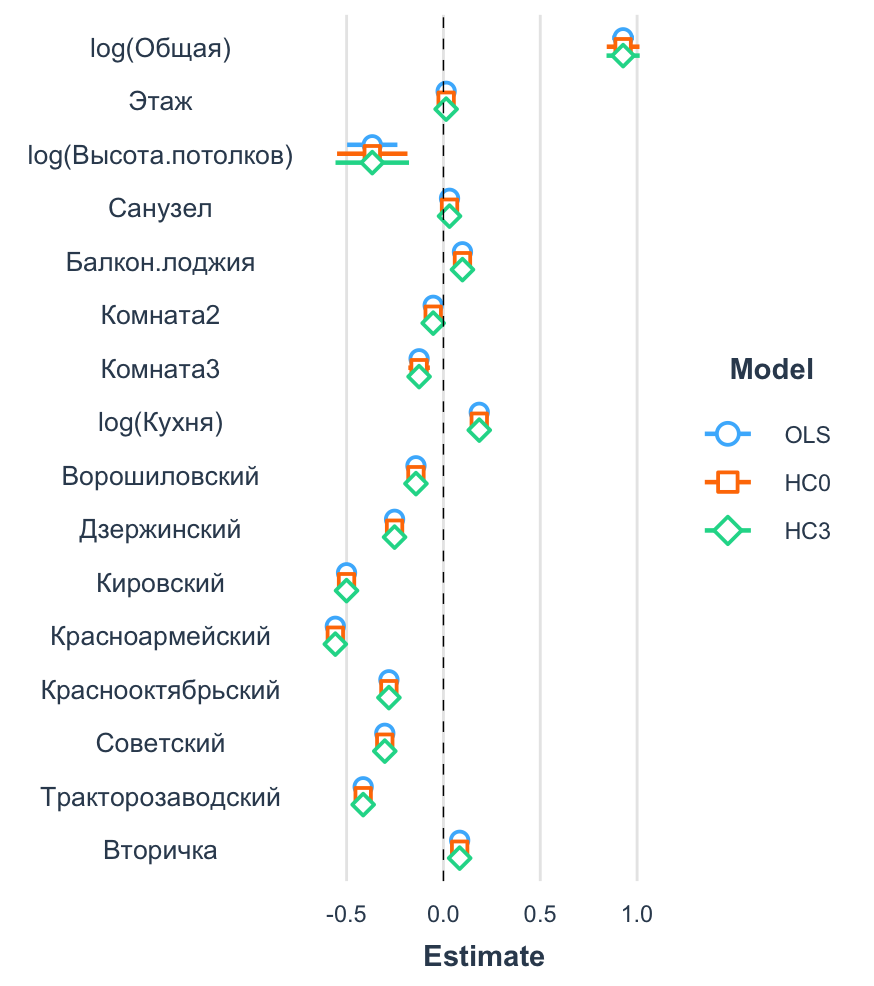 log(Общая)
Этаж
log(Высота.потолков)
Санузел
Балкон.лоджия
Комната2
Комната3
log(Кухня)
Ворошиловский
Дзержинский
Кировский
Красноармейский
Краснооктябрьский
Советский
Тракторозаводский
Вторичка
-0.5 0.0 0.5 1.0
Estimate
Model
OLS
HC0
HC3